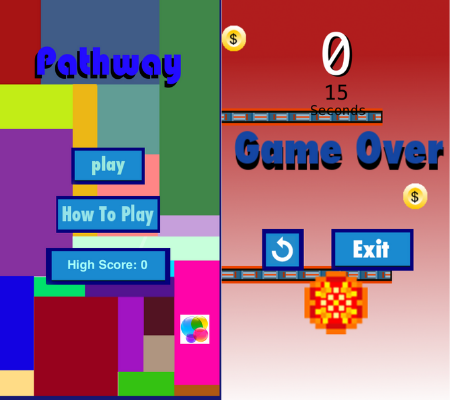 Pathway
play
How To Play
High Score: 0
$
0
15
Seconds
Game Over
$
Exit